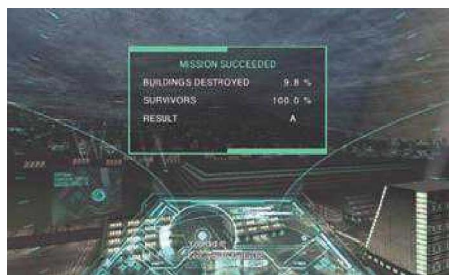 MISSION SUCCEEDED
BUILDINGS DESTROYED 9.8 %
SURVIVORS 100.0 %
RESULT A